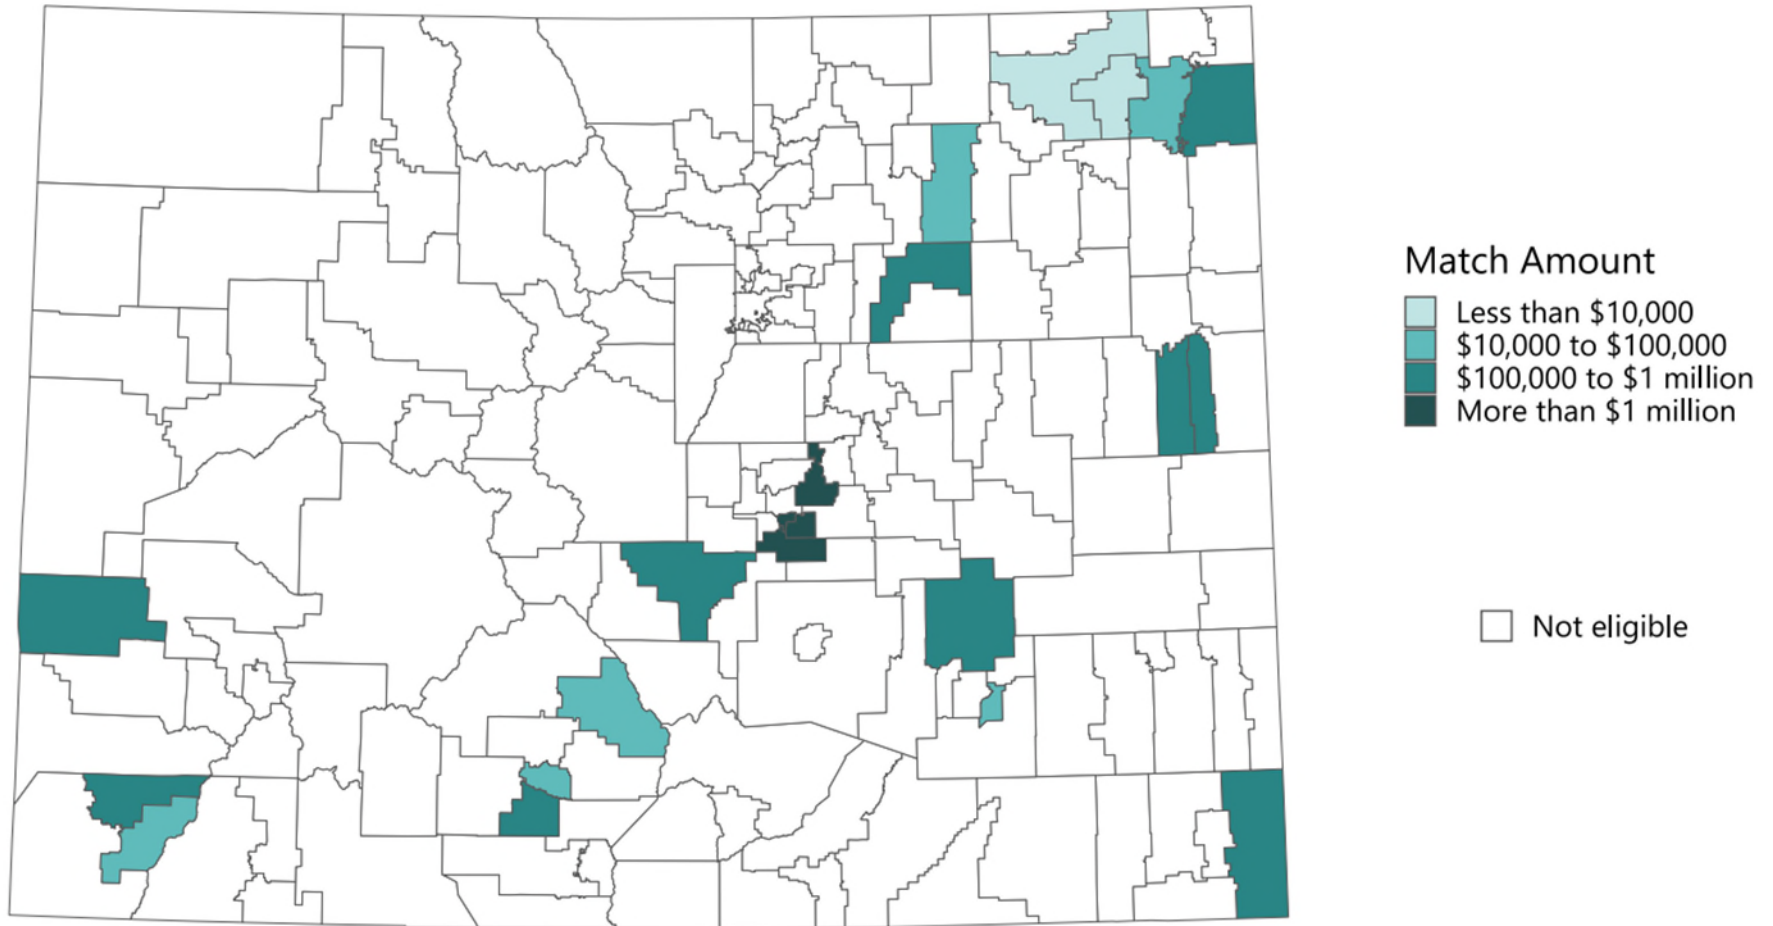 Match Amount
Less than $10,000
$10,000 to $100,000
$100,000 to $1 million
More than $1 million
Not eligible